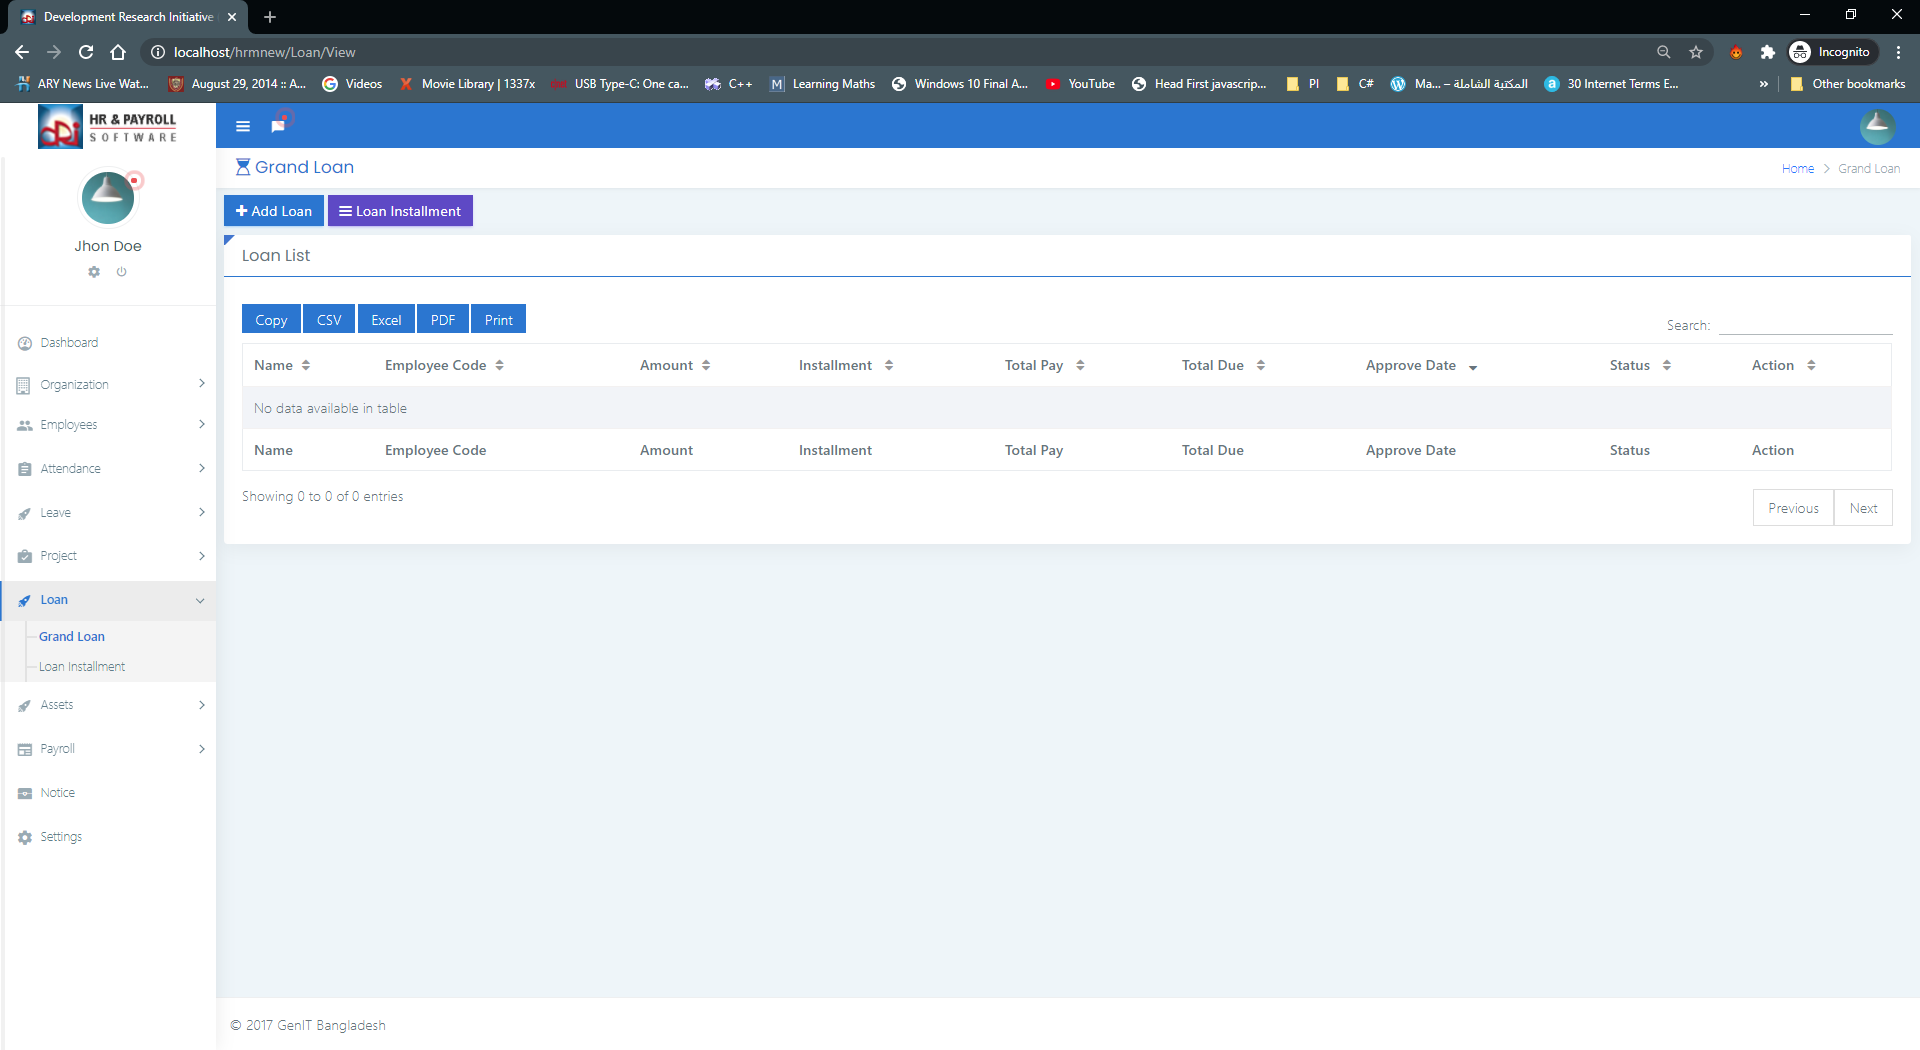 Development Research Initiative
localhost/hrmnew/Loan/View
Incognito
ARY News Live Wat...
August 29, 2014 :: A...
Videos
Movie Library | 1337x
USB Type-C: One ca...
C++
Learning Maths
Windows 10 Final A...
YouTube
Head First javascrip...
PI
C#
Ma... – المكتبة الشاملة
30 Internet Terms E...
»
Other bookmarks
HR & PAYROLL
SOFTWARE
Grand Loan
Home > Grand Loan
Jhon Doe
Dashboard
Organization
Employees
Attendance
Leave
Project
Loan
Grand Loan
Loan Installment
Assets
Payroll
Notice
Settings
+ Add Loan
Loan Installment
Loan List
Copy CSV Excel PDF Print
Search:
Name Employee Code Amount Installment Total Pay Total Due Approve Date Status Action
No data available in table
Name Employee Code Amount Installment Total Pay Total Due Approve Date Status Action
Showing 0 to 0 of 0 entries
Previous Next
© 2017 GenIT Bangladesh